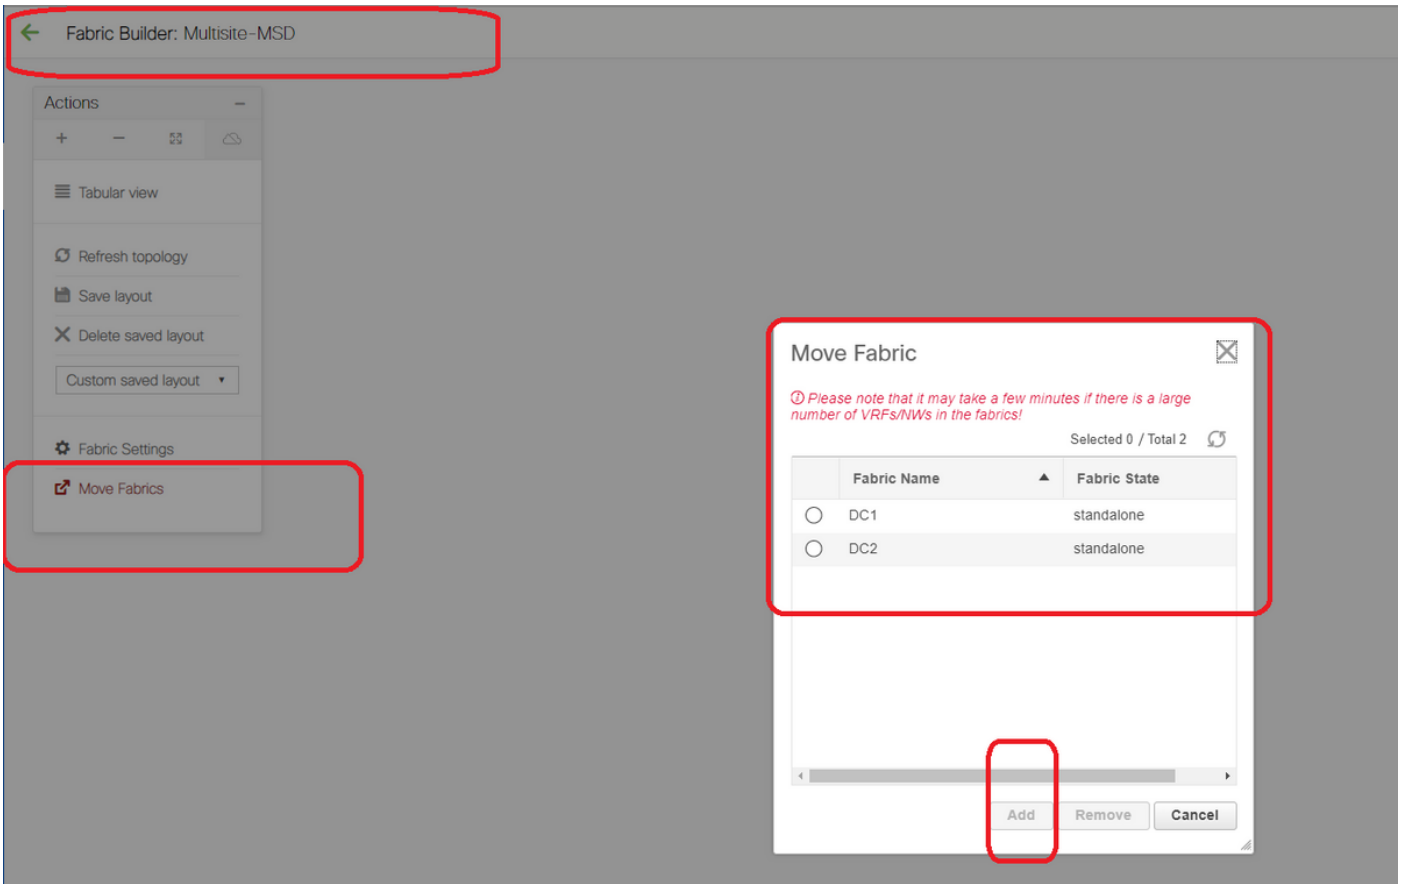 Fabric Builder: Multisite-MSD
Actions
Tabular view
Refresh topology
Save layout
Delete saved layout
Custom saved layout
Fabric Settings
Move Fabrics
Move Fabric
Please note that it may take a few minutes if there is a large
number of VRFs/NWs in the fabrics!
Selected 0 / Total 2
Fabric Name Fabric State
DC1 standalone
DC2 standalone
Add Remove Cancel